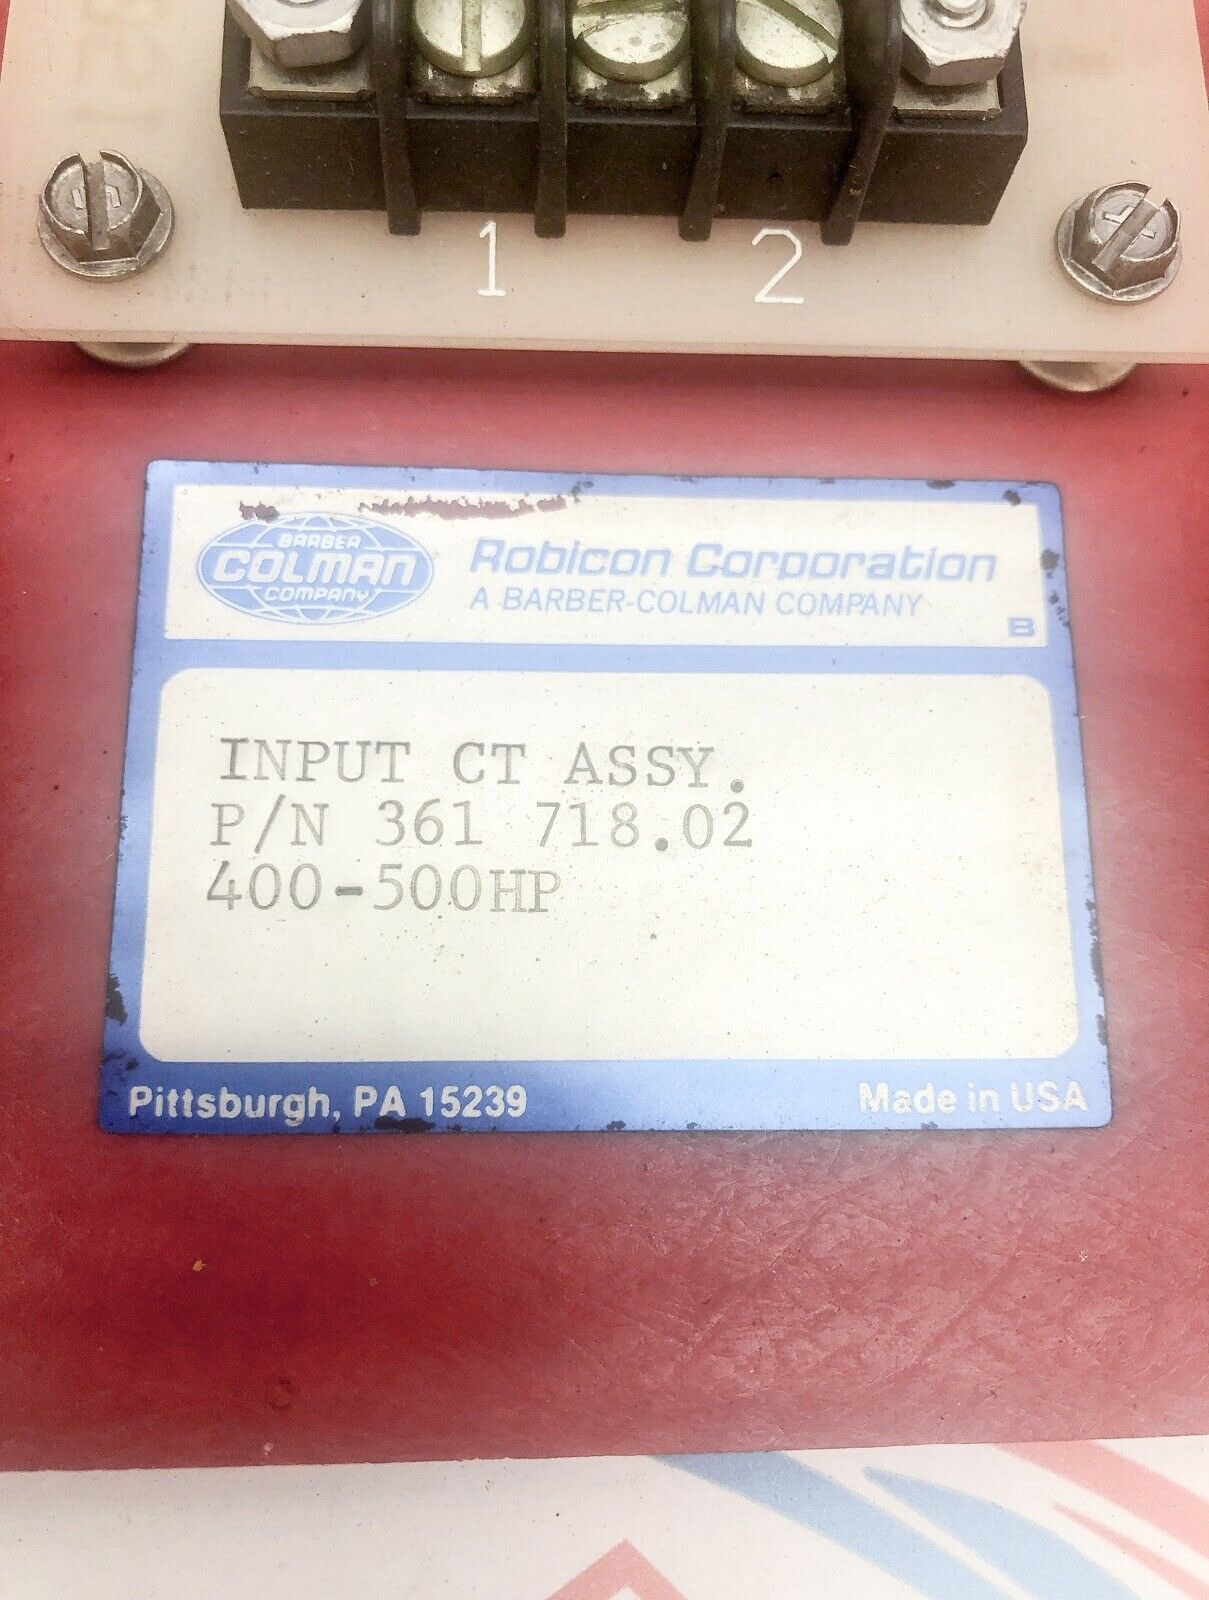 1 2
BARBER
COLMAN
COMPANY
Robicon Corporation
A BARBER-COLMAN COMPANY
B
INPUT CT ASSY.
P/N 361 718.02
400-500HP
Pittsburgh, PA 15239
Made in USA